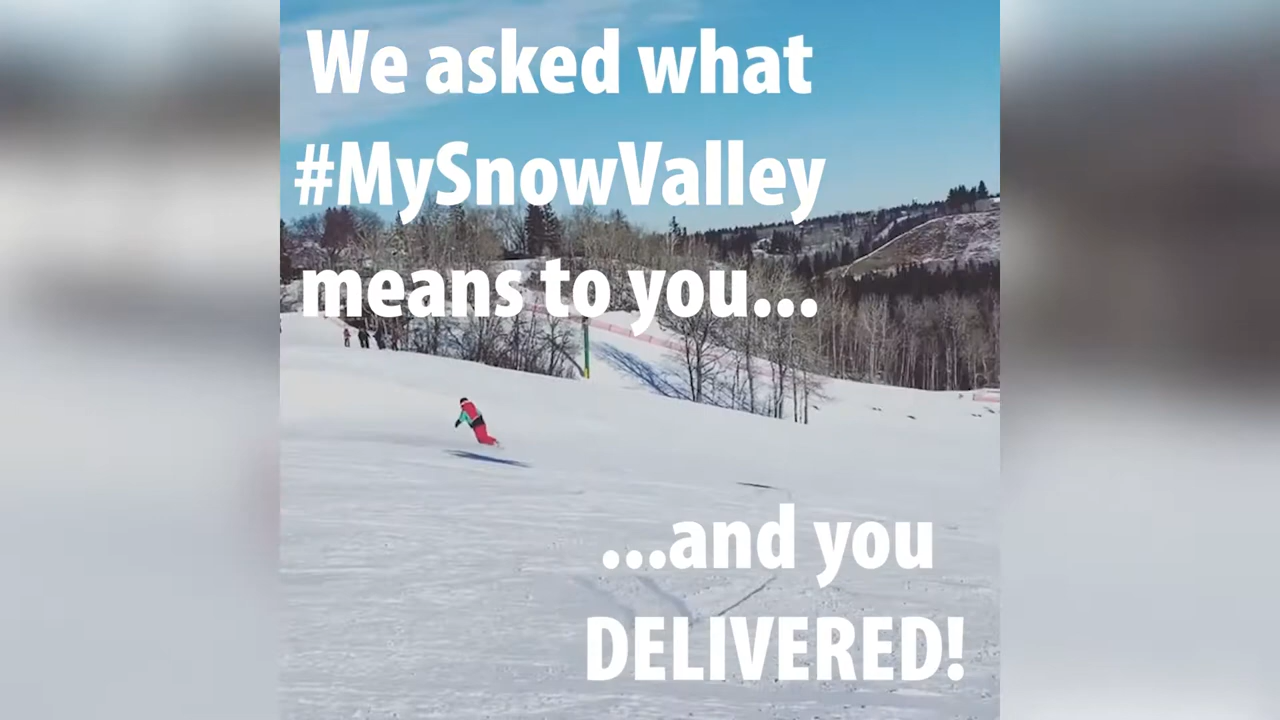 We asked what
#MySnowValley
means to you...
...and you
DELIVERED!